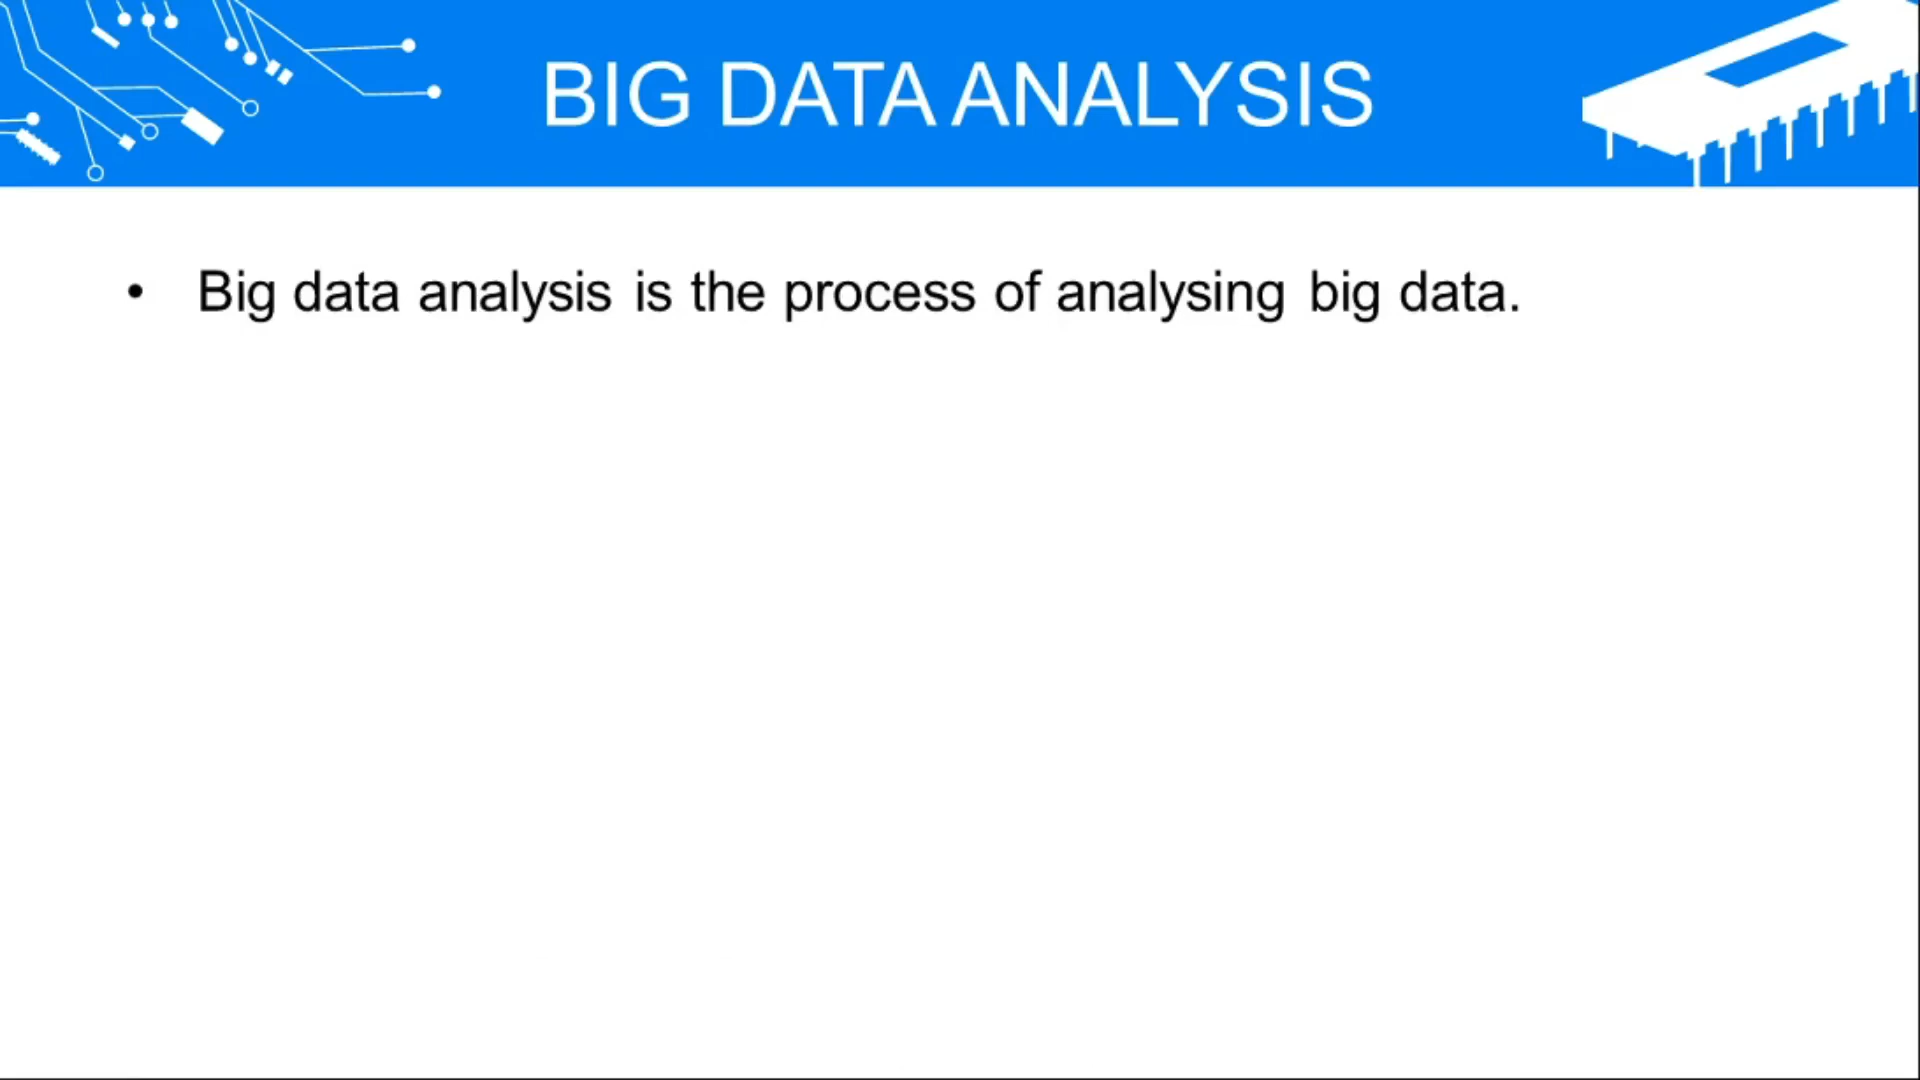 BIG DATA ANALYSIS
• Big data analysis is the process of analysing big data.